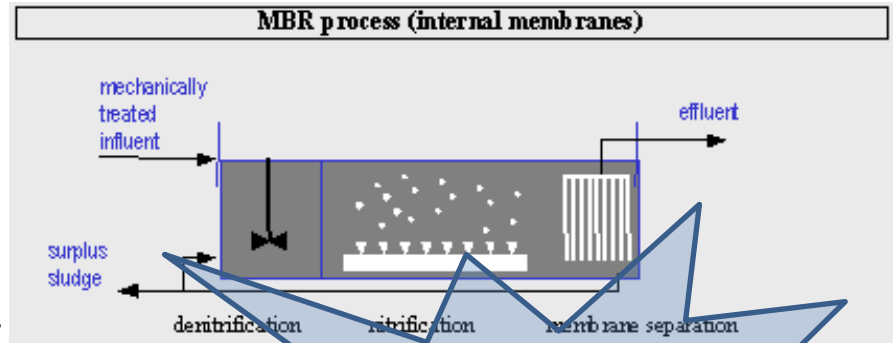 MBR process (internal membranes)
mechanically
treated
influent
effluent
surplus
sludge
denitrification nitrification membrane separation